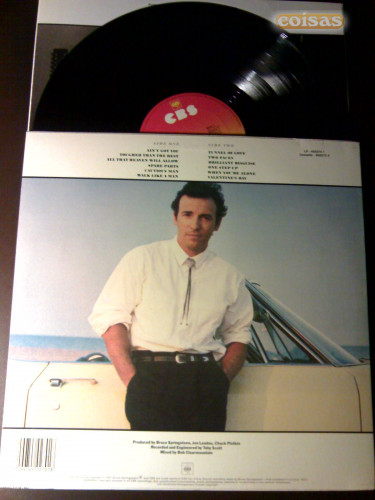 coisas
CBS
SIDE ONE
AIN'T GOT YOU
TOUGHER THAN THE REST
ALL THAT HEAVEN WILL ALLOW
SPARE PARTS
CAUTIOUS MAN
WALK LIKE A MAN
SIDE TWO
TUNNEL OF LOVE
TWO FACES
BRILLIANT DISGUISE
ONE STEP UP
WHEN YOU'RE ALONE
VALENTINE'S DAY
Produced by Bruce Springsteen, Jon Landau, Chuck Plotkin
Recorded and Engineered by Toby Scott
Mixed by Bob Clearmountain